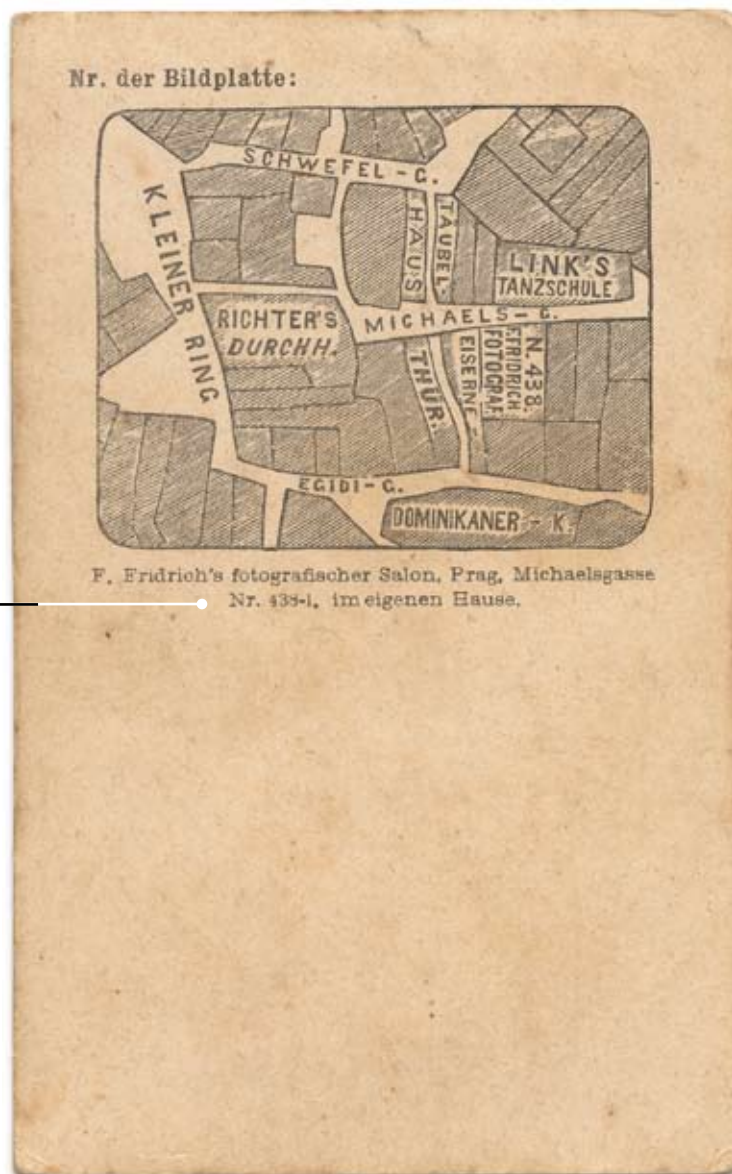 Nr. der Bildplatte:
SCHWEFEL - G.
KLEINER RING
HAUS
TAUBEL.
LINK'S
TANZSCHULE
RICHTER'S
DURCHH.
MICHAELS - G.
THÜR.
EISERNE
N. 438.
F. FRIDRICH
FOTOGRAF.
EGIDI - G.
DOMINIKANER - K.
F. Fridrich's fotografischer Salon, Prag, Michaelsgasse
Nr. 438-I, im eigenen Hause.